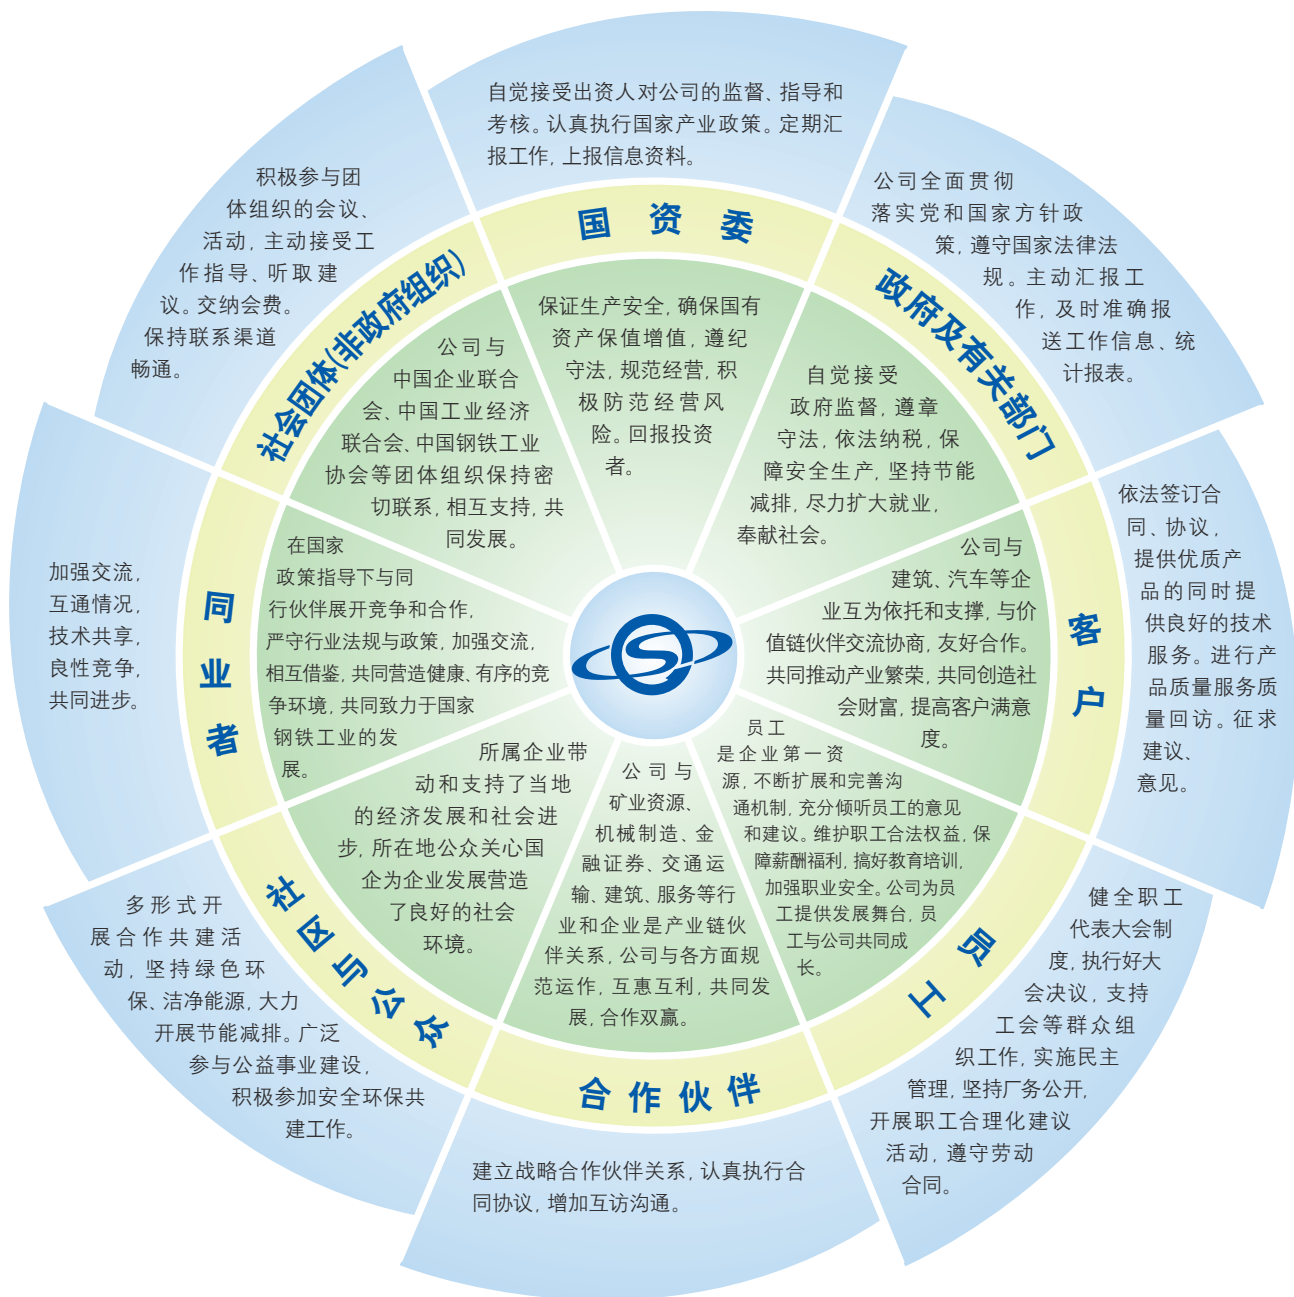 自觉接受出资人对公司的监督、指导和
考核。认真执行国家产业政策。定期汇
报工作, 上报信息资料。
国资委
保证生产安全, 确保国有
资产保值增值, 遵纪
守法, 规范经营, 积
极防范经营风
险。回报投资
者。
公司全面贯彻
落实党和国家方针政
策, 遵守国家法律法
规。主动汇报工
作, 及时准确报
送工作信息、统
计报表。
政府及有关部门
自觉接受
政府监督, 遵章
守法, 依法纳税, 保
障安全生产, 坚持节能
减排, 尽力扩大就业,
奉献社会。
依法签订合
同、协议,
提供优质产
品的同时提
供良好的技术
服务。进行产
品质量服务质
量回访。征求
建议、
意见。
客户
公司与
建筑、汽车等企
业互为依托和支撑, 与价
值链伙伴交流协商, 友好合作。
共同推动产业繁荣, 共同创造社
会财富, 提高客户满意
度。
健全职工
代表大会制
度, 执行好大
会决议, 支持
工会等群众组
织工作, 实施民主
管理, 坚持厂务公开,
开展职工合理化建议
活动, 遵守劳动
合同。
员工
员工
是企业第一资
源, 不断扩展和完善沟
通机制, 充分倾听员工的意见
和建议。维护职工合法权益, 保
障薪酬福利, 搞好教育培训,
加强职业安全。公司为员
工提供发展舞台, 员
工与公司共同成
长。
建立战略合作伙伴关系, 认真执行合
同协议, 增加互访沟通。
合作伙伴
公司与
矿业资源、
机械制造、金
融证券、交通运
输、建筑、服务等行
业和企业是产业链伙
伴关系, 公司与各方面规
范运作, 互惠互利, 共同发
展, 合作双赢。
多形式开
展合作共建活
动, 坚持绿色环
保、洁净能源, 大力
开展节能减排。广泛
参与公益事业建设,
积极参加安全环保共
建工作。
社区与公众
所属企业带
动和支持了当地
的经济发展和社会进
步, 所在地公众关心国
企为企业发展营造
了良好的社会
环境。
加强交流,
互通情况,
技术共享,
良性竞争,
共同进步。
同业者
在国家
政策指导下与同
行伙伴展开竞争和合作,
严守行业法规与政策, 加强交流,
相互借鉴, 共同营造健康、有序的竞
争环境, 共同致力于国家
钢铁工业的发
展。
积极参与团
体组织的会议、
活动, 主动接受工
作指导、听取建
议。交纳会费。
保持联系渠道
畅通。
社会团体(非政府组织)
公司与
中国企业联合
会、中国工业经济
联合会、中国钢铁工业
协会等团体组织保持密
切联系, 相互支持, 共
同发展。